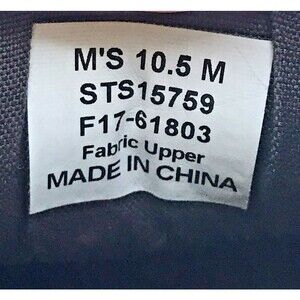 M'S 10.5 M
STS15759
F17-61803
Fabric Upper
MADE IN CHINA